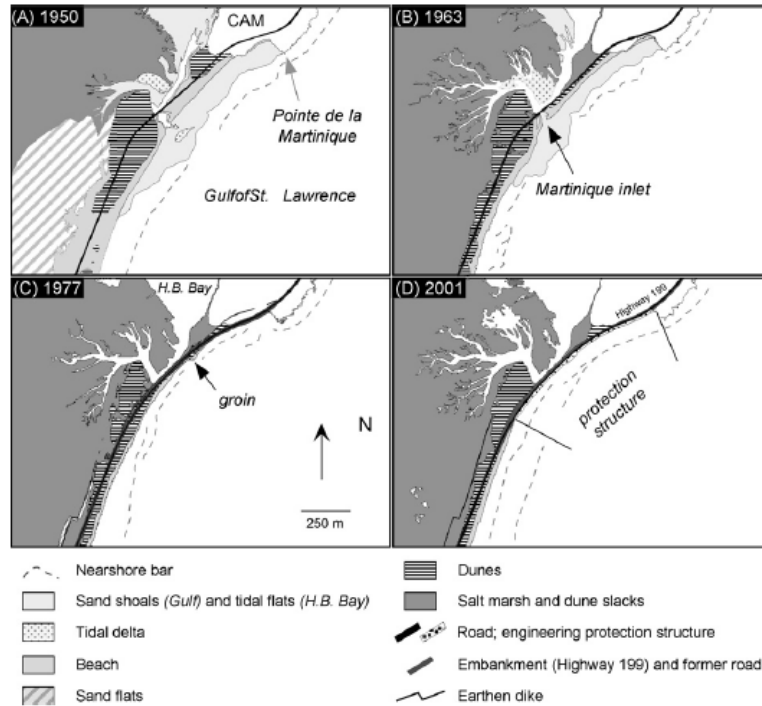 (A) 1950
CAM
Pointe de la
Martinique
GulfofSt. Lawrence
(B) 1963
Martinique inlet
(C) 1977
H.B. Bay
groin
N
250 m
(D) 2001
Highway 199
protection
structure
Nearshore bar
Sand shoals (Gulf) and tidal flats (H.B. Bay)
Tidal delta
Beach
Sand flats
Dunes
Salt marsh and dune slacks
Road; engineering protection structure
Embankment (Highway 199) and former road
Earthen dike